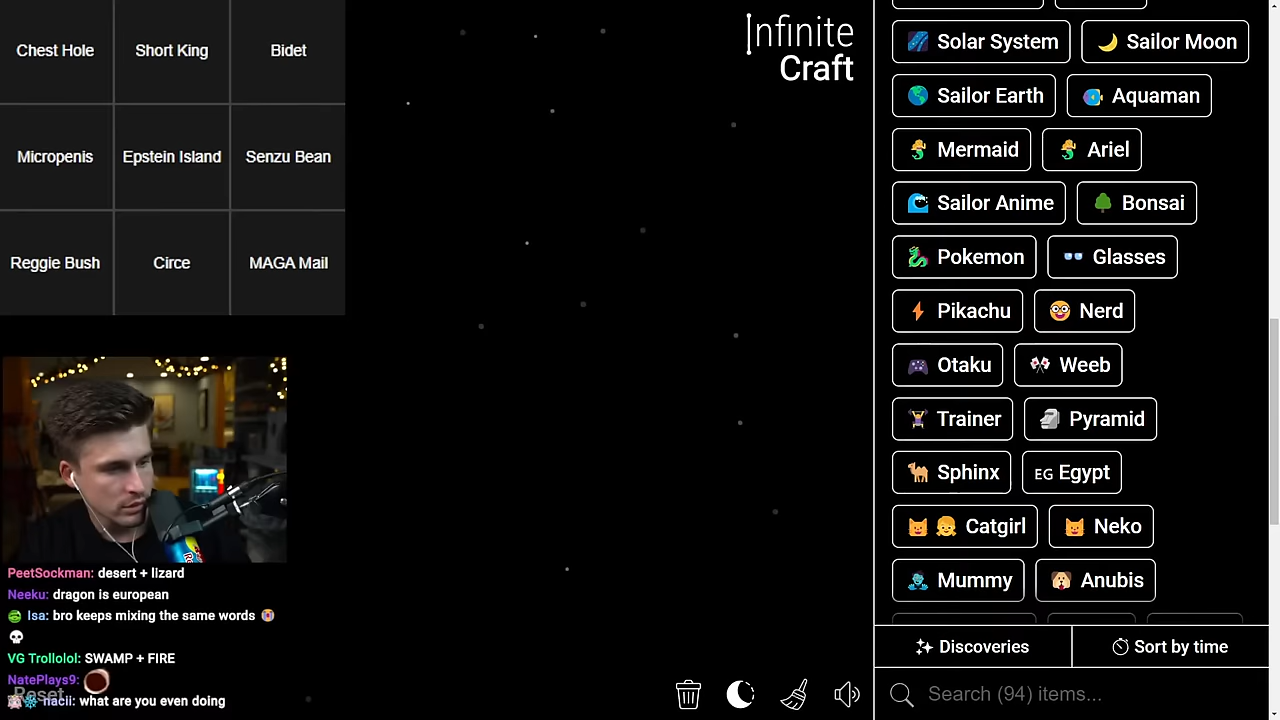 Chest Hole
Short King
Bidet
Micropenis
Epstein Island
Senzu Bean
Reggie Bush
Circe
MAGA Mail
Infinite
Craft
Solar System
Sailor Moon
Sailor Earth
Aquaman
Mermaid
Ariel
Sailor Anime
Bonsai
Pokemon
Glasses
Pikachu
Nerd
Otaku
Weeb
Trainer
Pyramid
Sphinx
EG Egypt
Catgirl
Neko
Mummy
Anubis
Discoveries
Sort by time
Search (94) items...
PeetSockman: desert + lizard
Neeku: dragon is european
Isa: bro keeps mixing the same words
VG Trollolol: SWAMP + FIRE
NatePlays9:
Reset
nacii: what are you even doing